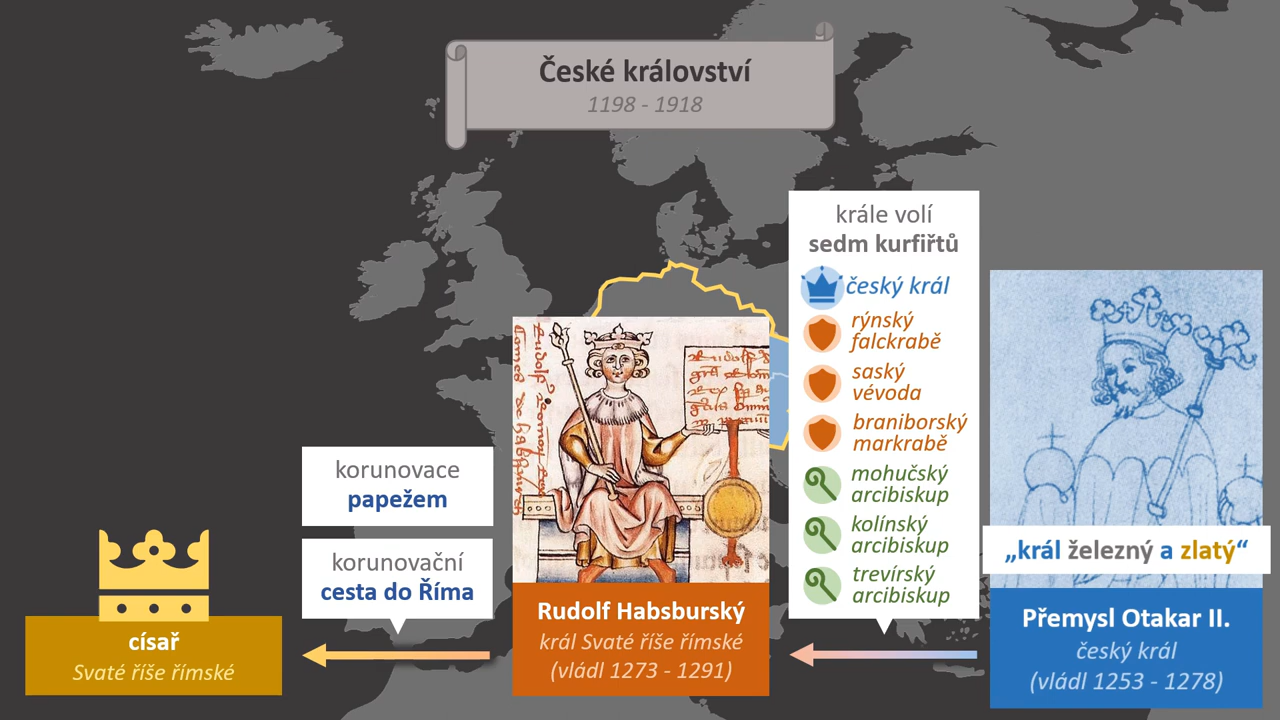 České království
1198 - 1918
krále volí
sedm kurfiřtů
český král
rýnský
falckrabě
saský
vévoda
braniborský
markrabě
mohučský
arcibiskup
kolínský
arcibiskup
trevírský
arcibiskup
korunovace
papežem
korunovační
cesta do Říma
císař
Svaté říše římské
Rudolf Habsburský
král Svaté říše římské
(vládl 1273 - 1291)
„král železný a zlatý“
Přemysl Otakar II.
český král
(vládl 1253 - 1278)